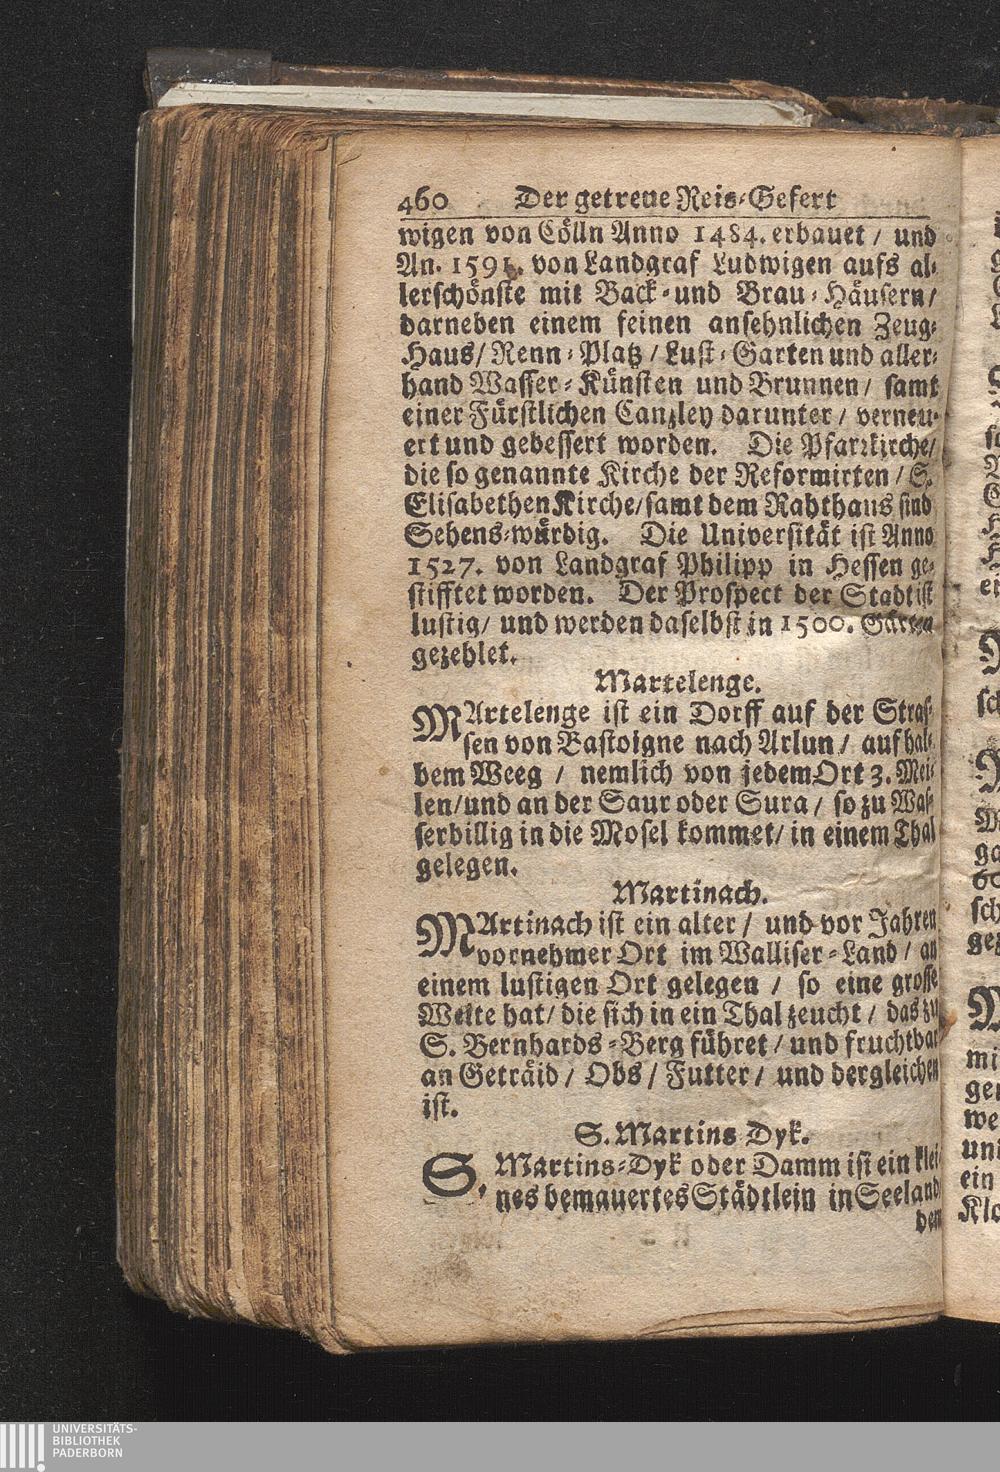 460 Der getreue Reis-Gefert
wigen von Cölln Anno 1484. erbauet / und
An. 1591. von Landgraf Ludwigen aufs al-
lerschönste mit Back- und Brau-Häusern/
darneben einem feinen ansehnlichen Zeug-
Haus/ Renn-Platz / Lust-Garten und aller-
hand Wasser-Künsten und Brunnen/ samt
einer Fürstlichen Cantzley darunter / verneu-
ert und gebessert worden. Die Pfarrkirche/
die so genannte Kirche der Reformirten / S.
Elisabethen Kirche/ samt dem Rahthaus sind
Sehens-würdig. Die Universität ist Anno
1527. von Landgraf Philipp in Hessen ge-
stifftet worden. Der Prospect der Stadt ist
lustig/ und werden daselbst in 1500. Gärten
gezehlet.
Martelenge.
MArtelenge ist ein Dorff auf der Stras-
sen von Bastoigne nach Arlun / auf hal-
bem Weeg / nemlich von jedem Ort 3. Mei-
len/ und an der Saur oder Sura / so zu Was-
serbillig in die Mosel kommet/ in einem Thal
gelegen.
Martinach.
MArtinach ist ein alter / und vor Jahren
vornehmer Ort im Walliser-Land / an
einem lustigen Ort gelegen / so eine grosse
Weite hat/ die sich in ein Thal zeucht / das zu
S. Bernhards-Berg führet / und fruchtbar
an Geträid / Obs / Futter / und dergleichen
ist.
S. Martins Dyk.
S. Martins-Dyk oder Damm ist ein klei-
nes bemauertes Städtlein in Seeland
dem
mi
ein
UNIVERSITÄTS-
BIBLIOTHEK
PADERBORN